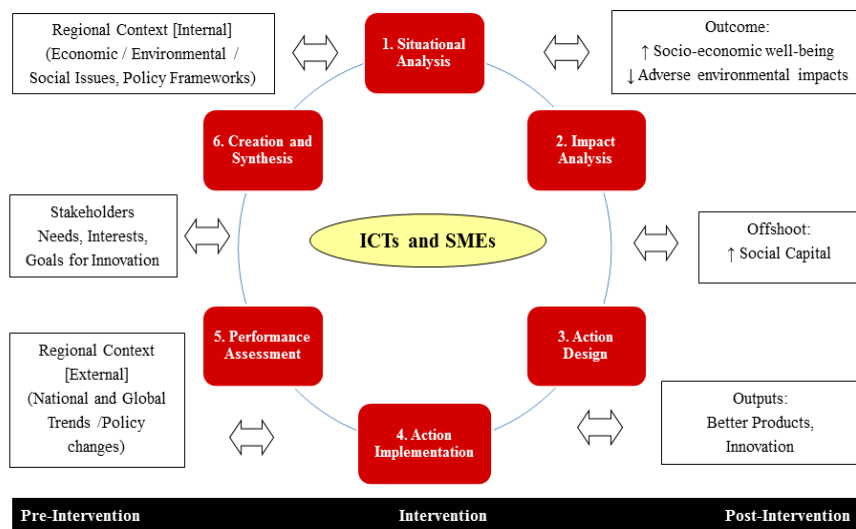 Regional Context [Internal]
(Economic / Environmental /
Social Issues, Policy Frameworks)
1. Situational
Analysis
Outcome:
↑ Socio-economic well-being
↓ Adverse environmental impacts
6. Creation and
Synthesis
2. Impact
Analysis
Stakeholders
Needs, Interests,
Goals for Innovation
ICTs and SMEs
Offshoot:
↑ Social Capital
5. Performance
Assessment
3. Action
Design
Regional Context
[External]
(National and Global
Trends /Policy
changes)
4. Action
Implementation
Outputs:
Better Products,
Innovation
Pre-Intervention Intervention Post-Intervention